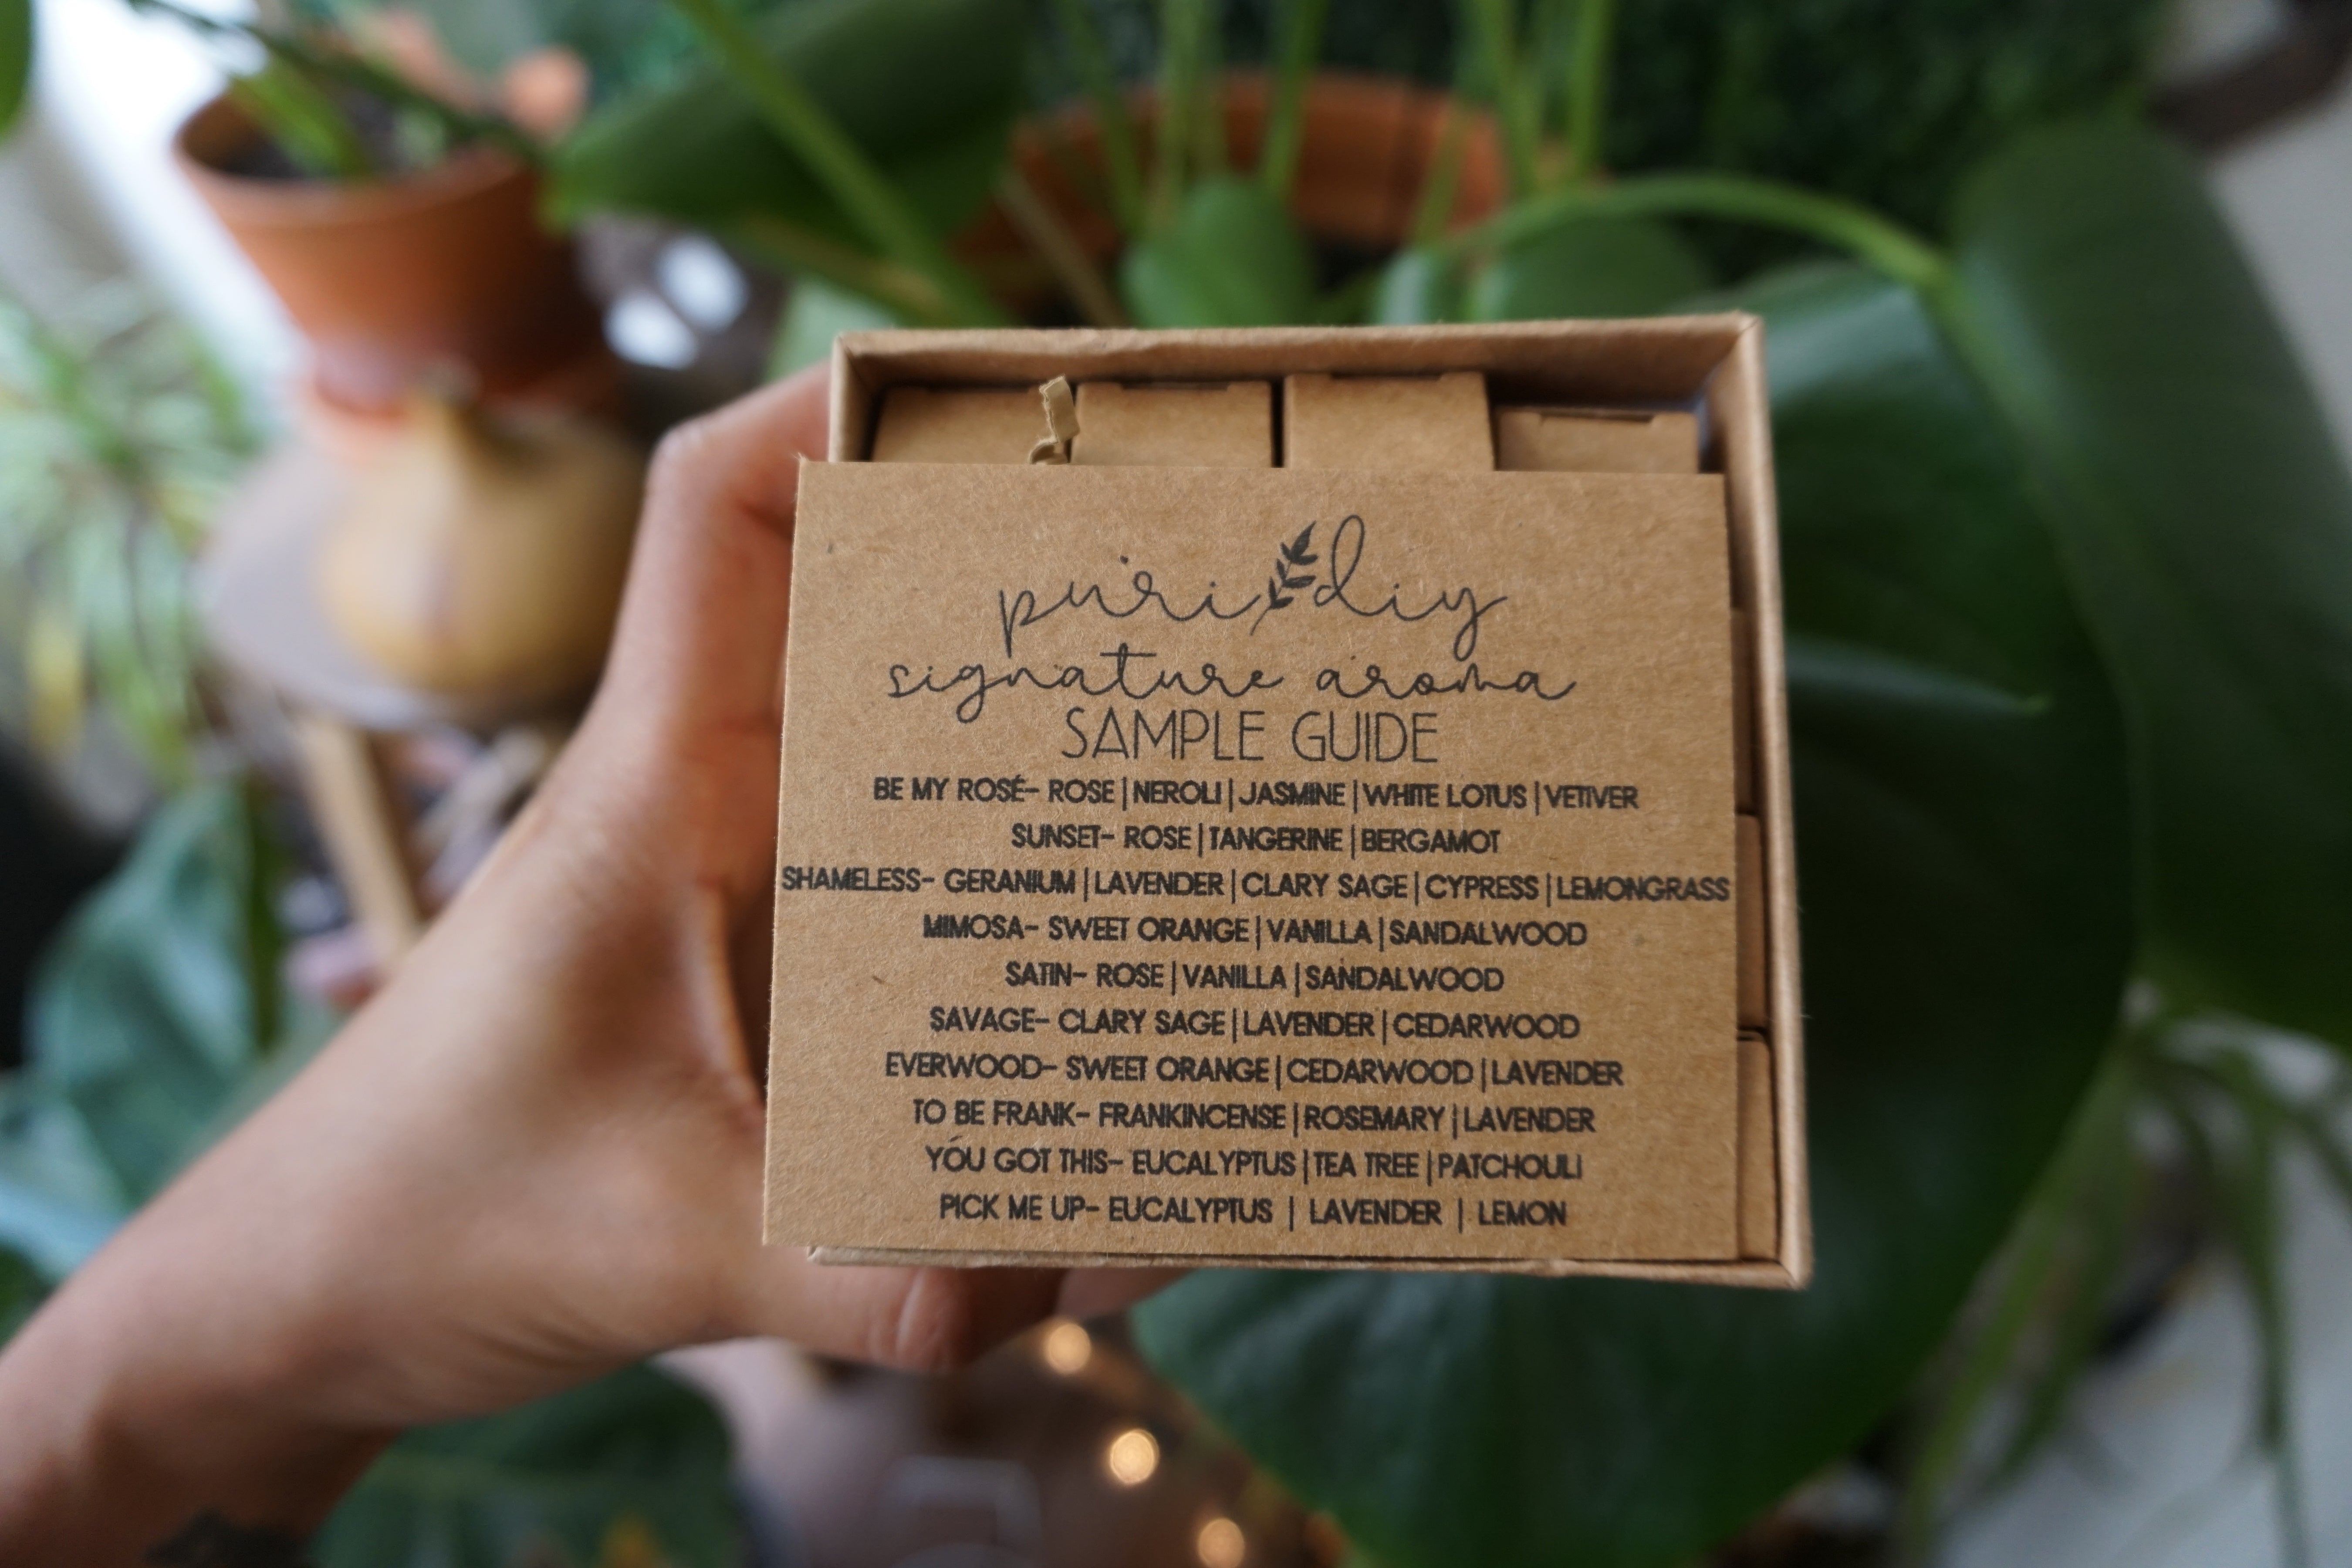 puri diy
signature aroma
SAMPLE GUIDE
BE MY ROSÉ- ROSE | NEROLI | JASMINE | WHITE LOTUS | VETIVER
SUNSET- ROSE | TANGERINE | BERGAMOT
SHAMELESS- GERANIUM | LAVENDER | CLARY SAGE | CYPRESS | LEMONGRASS
MIMOSA- SWEET ORANGE | VANILLA | SANDALWOOD
SATIN- ROSE | VANILLA | SANDALWOOD
SAVAGE- CLARY SAGE | LAVENDER | CEDARWOOD
EVERWOOD- SWEET ORANGE | CEDARWOOD | LAVENDER
TO BE FRANK- FRANKINCENSE | ROSEMARY | LAVENDER
YOU GOT THIS- EUCALYPTUS | TEA TREE | PATCHOULI
PICK ME UP- EUCALYPTUS | LAVENDER | LEMON